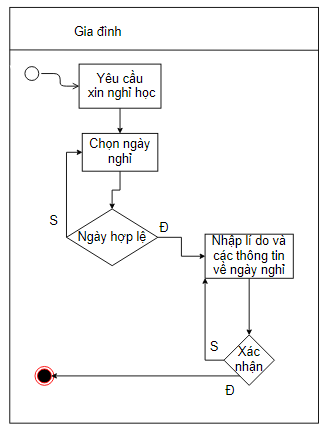 Gia đình
Yêu cầu
xin nghỉ học
Chọn ngày
nghỉ
S
Ngày hợp lệ
Đ
Nhập lí do và
các thông tin
về ngày nghỉ
S
Xác
nhận
Đ